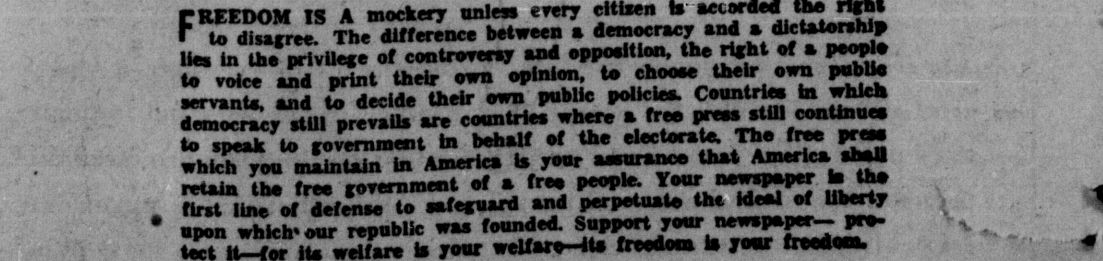 FREEDOM IS A mockery unless every citizen is accorded the right
to disagree. The difference between a democracy and a dictatorship
lies in the privilege of controversy and opposition, the right of a people
to voice and print their own opinion, to choose their own public
servants, and to decide their own public policies. Countries in which
democracy still prevails are countries where a free press still continues
to speak to government in behalf of the electorate. The free press
which you maintain in America is your assurance that America shall
retain the free government of a free people. Your newspaper is the
first line of defense to safeguard and perpetuate the ideal of liberty
upon which our republic was founded. Support your newspaper— pro-
tect it—for its welfare is your welfare—its freedom is your freedom.